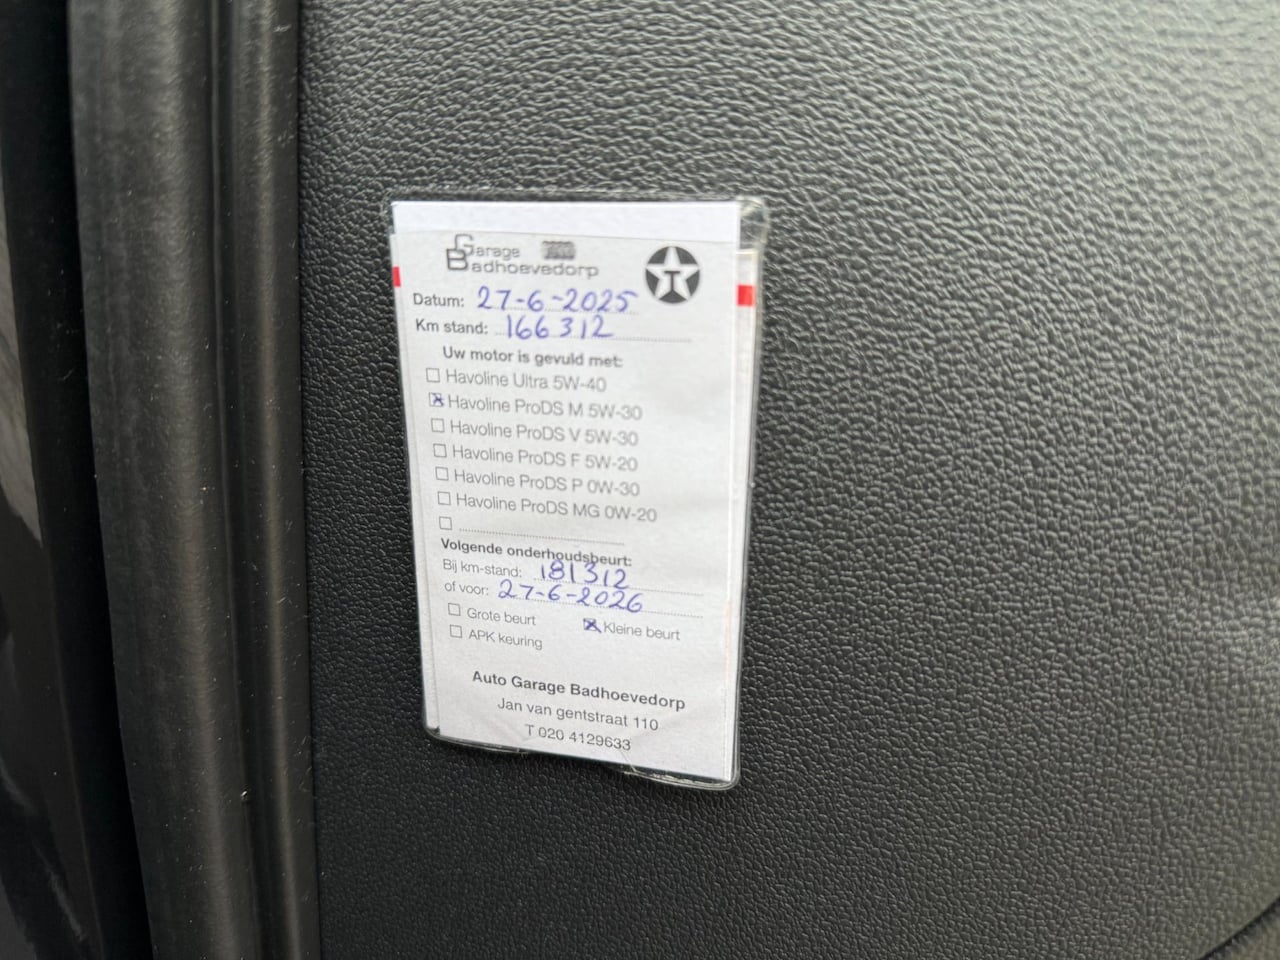 Garage
Badhoevedorp
T
Datum: 27-6-2025
Km stand: 166312
Uw motor is gevuld met:
Havoline Ultra 5W-40
Havoline ProDS M 5W-30
Havoline ProDS V 5W-30
Havoline ProDS F 5W-20
Havoline ProDS P 0W-30
Havoline ProDS MG 0W-20
Volgende onderhoudsbeurt:
Bij km-stand: 181312
of voor: 27-6-2026
Grote beurt Kleine beurt
APK keuring
Auto Garage Badhoevedorp
Jan van gentstraat 110
T 020 4129633